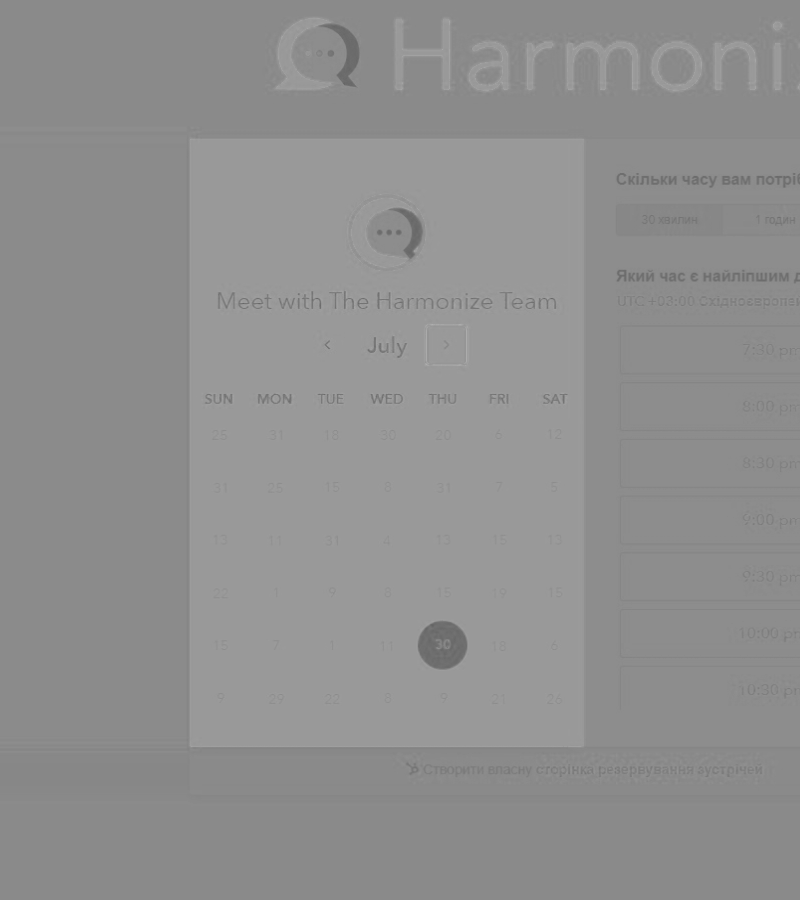 Harmoni
Meet with The Harmonize Team
July
SUN MON TUE WED THU FRI SAT
26 31 18 30 20 6 12
31 25 15 8 31 7 5
13 11 31 4 13 15 13
22 1 9 8 15 19 15
15 7 1 11 30 18 6
9 29 22 8 9 21 26
Скільки часу вам потріб
30 хвилин 1 годин
Який час є найліпшим д
UTC +03:00 Східноєвропей
7:30 pm
8:00 pm
8:30 pm
9:00 pm
9:30 pm
10:00 pm
10:30 pm
Створити власну сторінка резервування зустрічей